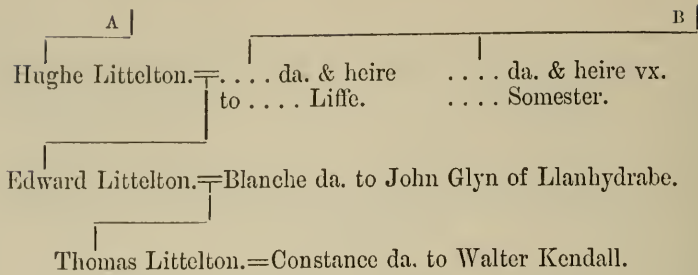 A B
Hughe Littelton.=.... da. & heire .... da. & heire vx.
to .... Liffe. .... Somester.
Edward Littelton.=Blanche da. to John Glyn of Llanhydrabe.
Thomas Littelton.=Constance da. to Walter Kendall.